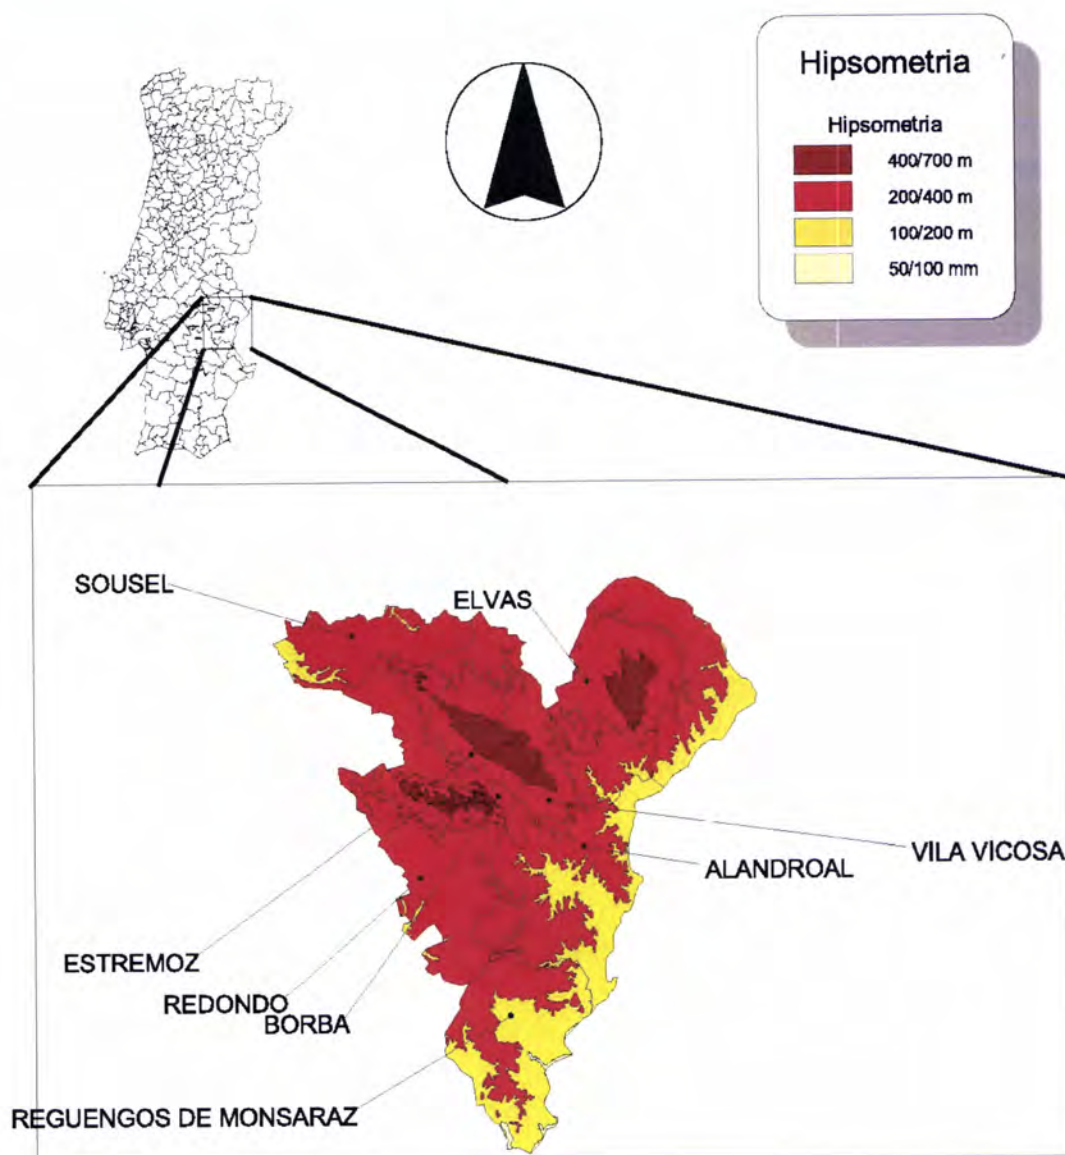 Hipsometria
Hipsometria
400/700 m
200/400 m
100/200 m
50/100 mm
SOUSEL
ELVAS
VILA VICOSA
ALANDROAL
ESTREMOZ
REDONDO
BORBA
REGUENGOS DE MONSARAZ